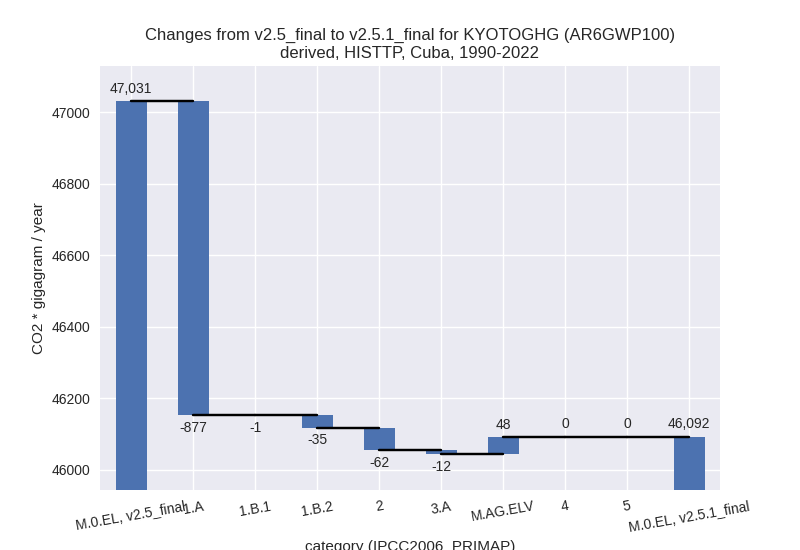 Changes from v2.5_final to v2.5.1_final for KYOTOGHG (AR6GWP100)
derived, HISTTP, Cuba, 1990-2022
CO2 * gigagram / year
47000
46800
46600
46400
46200
46000
47,031
-877
-1
-35
-62
-12
48
0
0
46,092
M.0.EL, v2.5_final
1.A
1.B.1
1.B.2
2
3.A
M.AG.ELV
4
5
M.0.EL, v2.5.1_final
category (IPCC2006_PRIMAP)